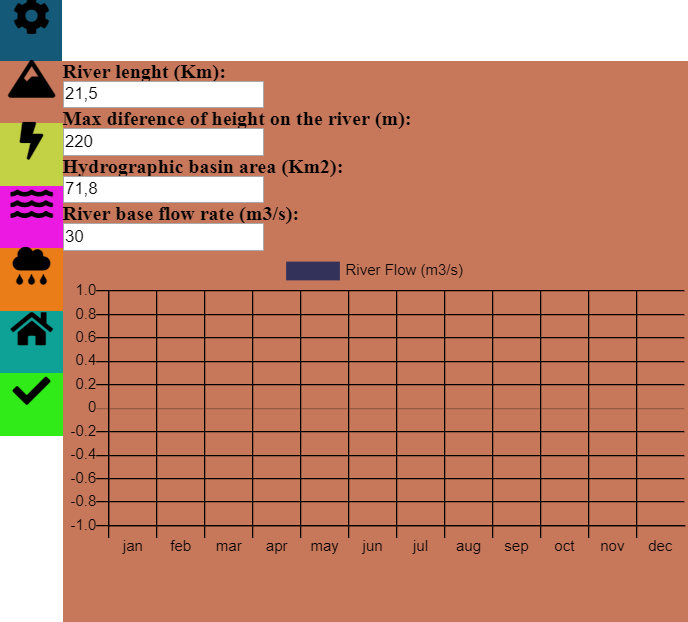 River lenght (Km):
21,5
Max diference of height on the river (m):
220
Hydrographic basin area (Km2):
71,8
River base flow rate (m3/s):
30
River Flow (m3/s)
1.0
0.8
0.6
0.4
0.2
0
-0.2
-0.4
-0.6
-0.8
-1.0
jan feb mar apr may jun jul aug sep oct nov dec